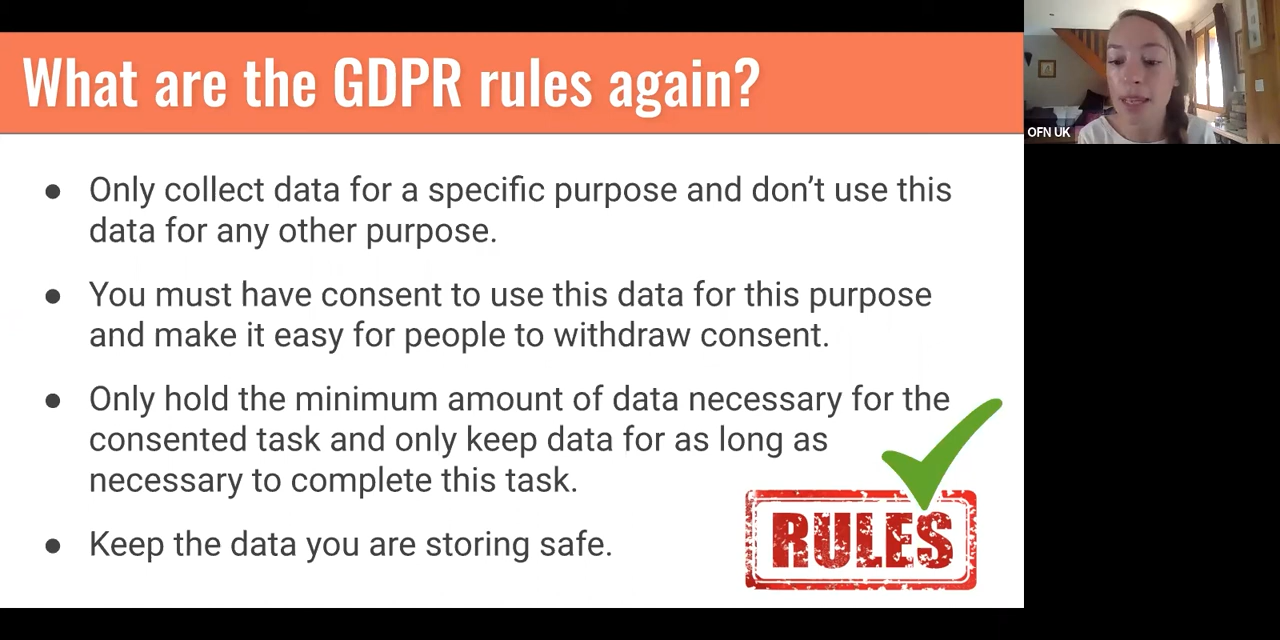 What are the GDPR rules again?
● Only collect data for a specific purpose and don’t use this
data for any other purpose.
● You must have consent to use this data for this purpose
and make it easy for people to withdraw consent.
● Only hold the minimum amount of data necessary for the
consented task and only keep data for as long as
necessary to complete this task.
● Keep the data you are storing safe.
RULES
OFN UK